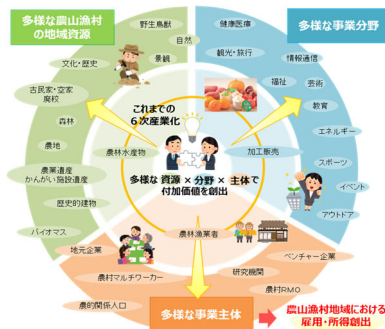 多様な農山漁村
の地域資源
多様な事業分野
野生鳥獣
自然
景観
文化・歴史
古民家・空家
廃校
森林
農地
農業遺産
かんがい施設遺産
歴史的建物
バイオマス
健康医療
観光・旅行
情報通信
福祉
芸術
教育
エネルギー
スポーツ
イベント
アウトドア
これまでの
6次産業化
農林水産物
加工販売
多様な 資源 × 分野 × 主体で
付加価値を創出
農林漁業者
地元企業
農村マルチワーカー
農的関係人口
ベンチャー企業
研究機関
農村RMO
多様な事業主体
農山漁村地域における
雇用・所得創出